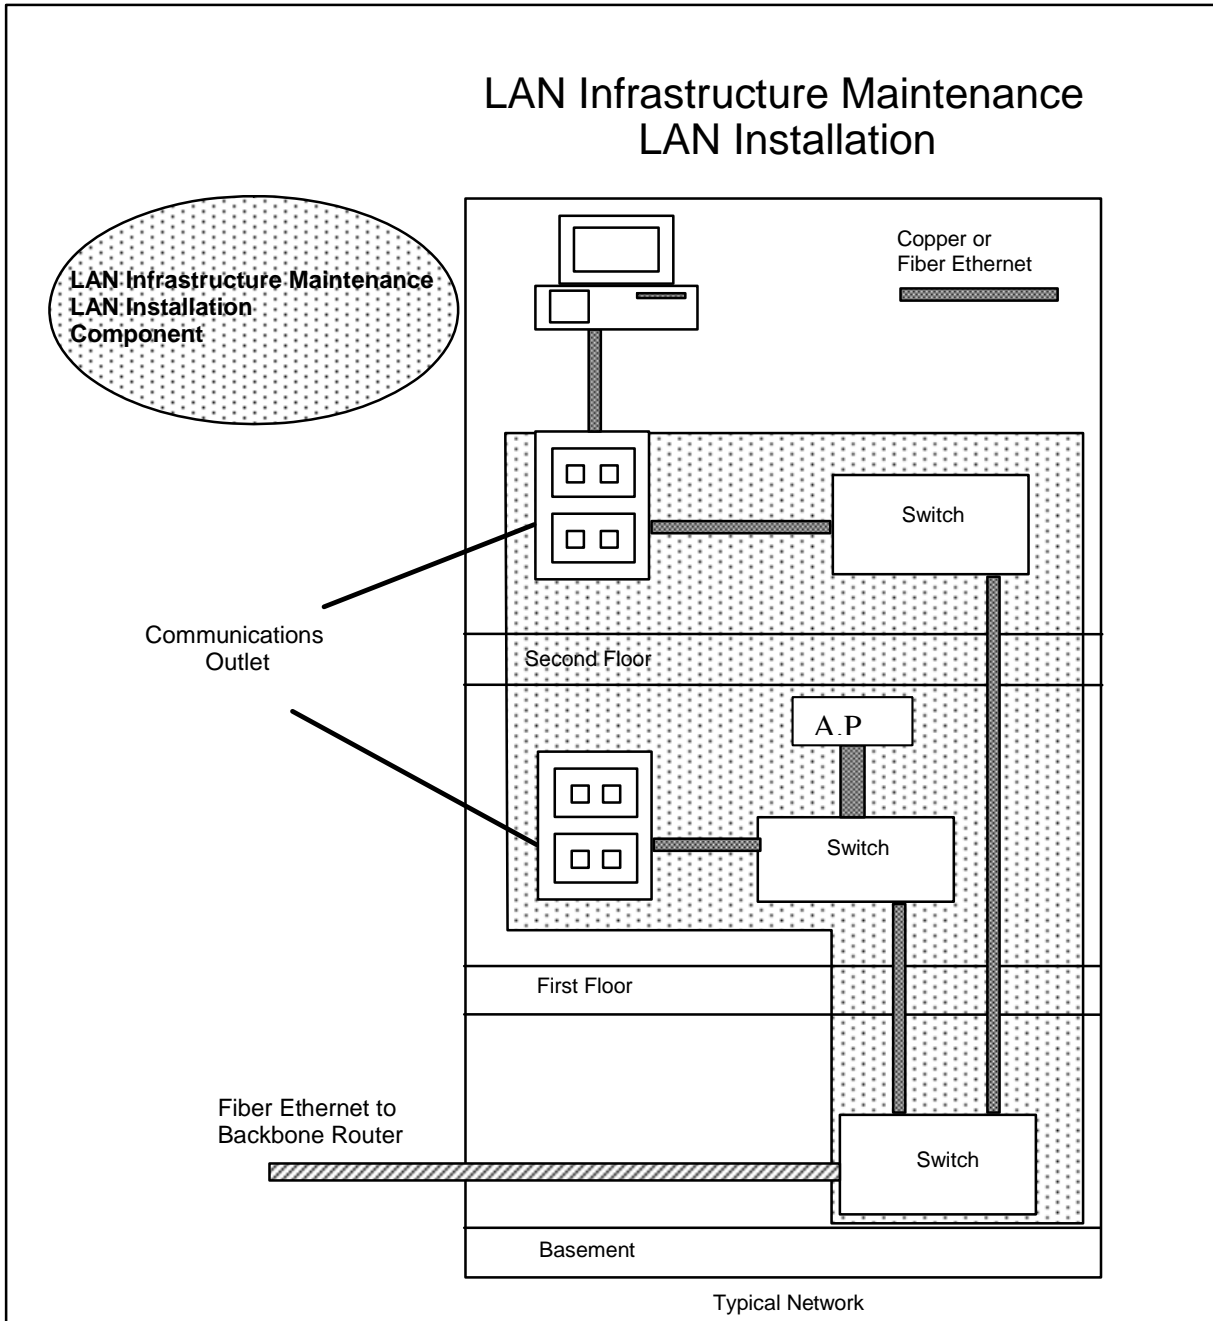 LAN Infrastructure Maintenance
LAN Installation
LAN Infrastructure Maintenance
LAN Installation
Component
Copper or
Fiber Ethernet
Switch
Communications
Outlet
Second Floor
A.P
Switch
First Floor
Fiber Ethernet to
Backbone Router
Switch
Basement
Typical Network